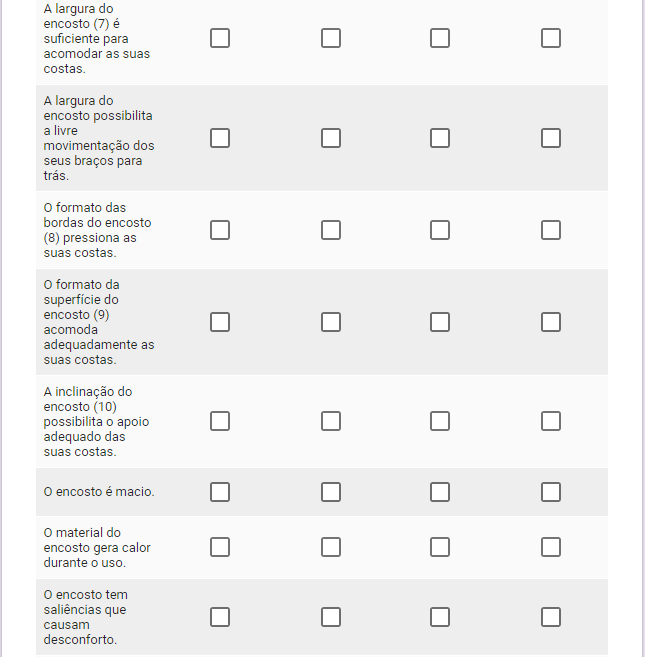 A largura do
encosto (7) é
suficiente para
acomodar as suas
costas.
A largura do
encosto possibilita
a livre
movimentação dos
seus braços para
trás.
O formato das
bordas do encosto
(8) pressiona as
suas costas.
O formato da
superfície do
encosto (9)
acomoda
adequadamente as
suas costas.
A inclinação do
encosto (10)
possibilita o apoio
adequado das
suas costas.
O encosto é macio.
O material do
encosto gera calor
durante o uso.
O encosto tem
saliências que
causam
desconforto.